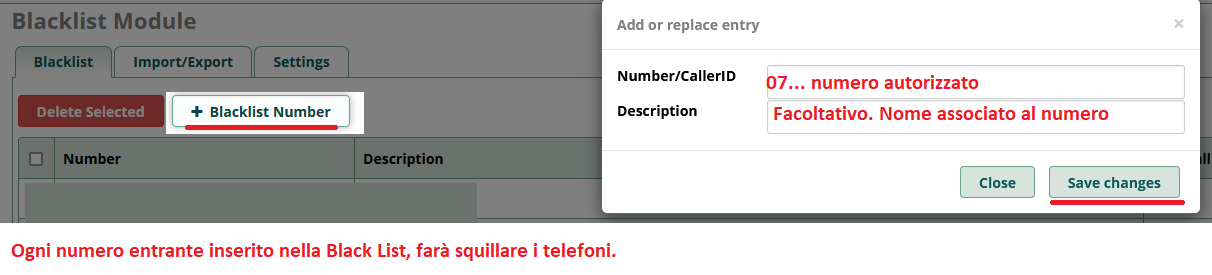 Blacklist Module
Add or replace entry ×
Blacklist Import/Export Settings
Number/CallerID 07... numero autorizzato
Delete Selected + Blacklist Number
Description Facoltativo. Nome associato al numero
Number Description
Close Save changes
Ogni numero entrante inserito nella Black List, farà squillare i telefoni.